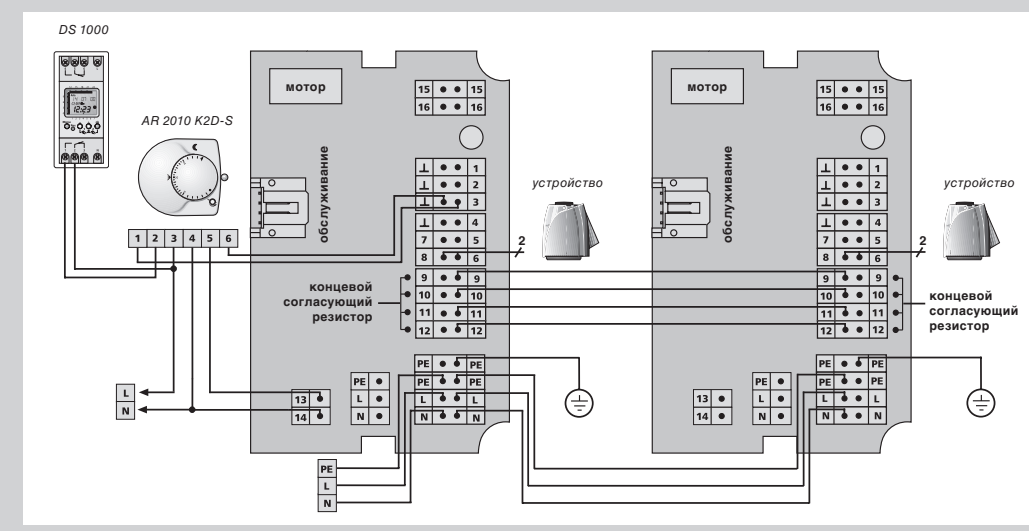 DS 1000
12:23
AR 2010 K2D-S
1 2 3 4 5 6
L
N
мотор
обслуживание
15 15
16 16
⊥ 1
⊥ 2
⊥ 3
⊥ 4
7 5
8 6
9 9
10 10
11 11
12 12
концевой
согласующий
резистор
устройство
2
PE PE
PE PE
L L
N N
PE
L
N
13
14
PE
L
N
мотор
обслуживание
15 15
16 16
⊥ 1
⊥ 2
⊥ 3
⊥ 4
7 5
8 6
9 9
10 10
11 11
12 12
устройство
2
концевой
согласующий
резистор
PE PE
PE PE
L L
N N
PE
L
N
13
14